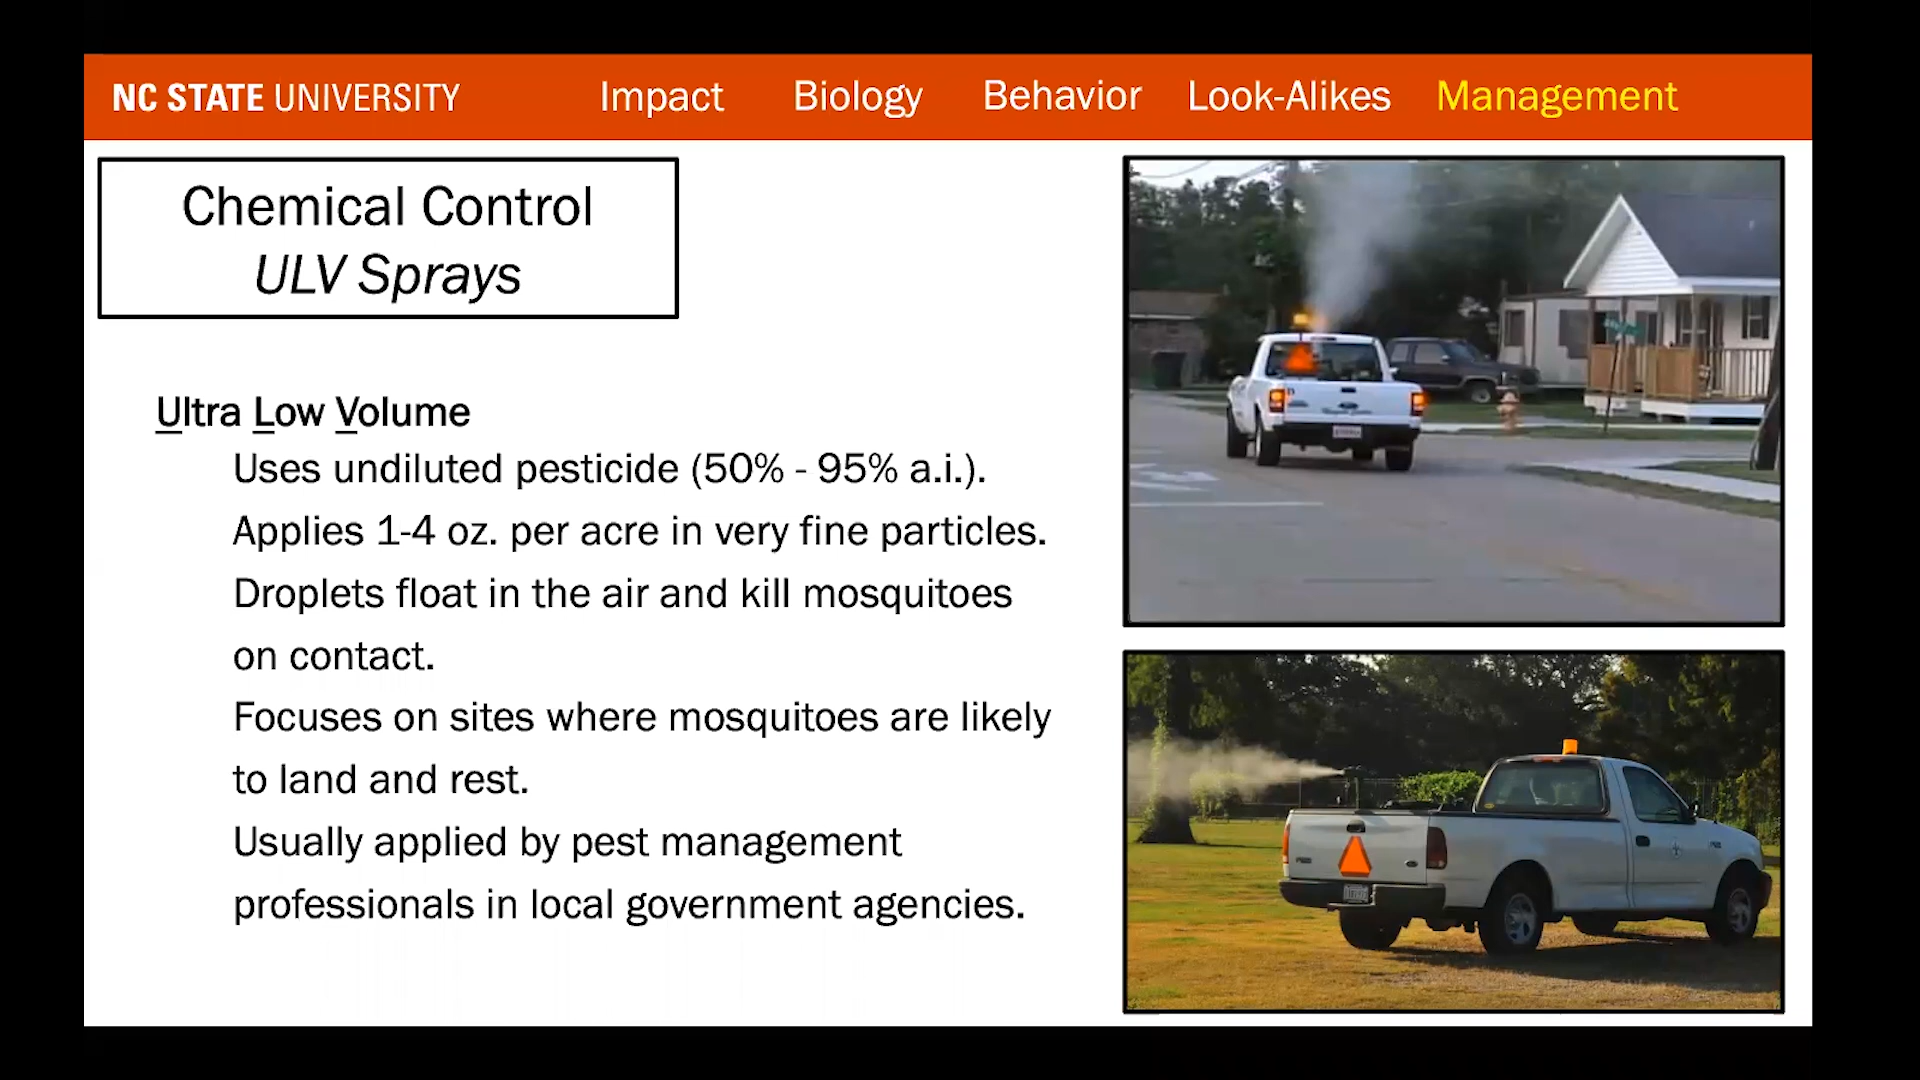 NC STATE UNIVERSITY Impact Biology Behavior Look-Alikes Management
Chemical Control
ULV Sprays
Ultra Low Volume
Uses undiluted pesticide (50% - 95% a.i.).
Applies 1-4 oz. per acre in very fine particles.
Droplets float in the air and kill mosquitoes
on contact.
Focuses on sites where mosquitoes are likely
to land and rest.
Usually applied by pest management
professionals in local government agencies.